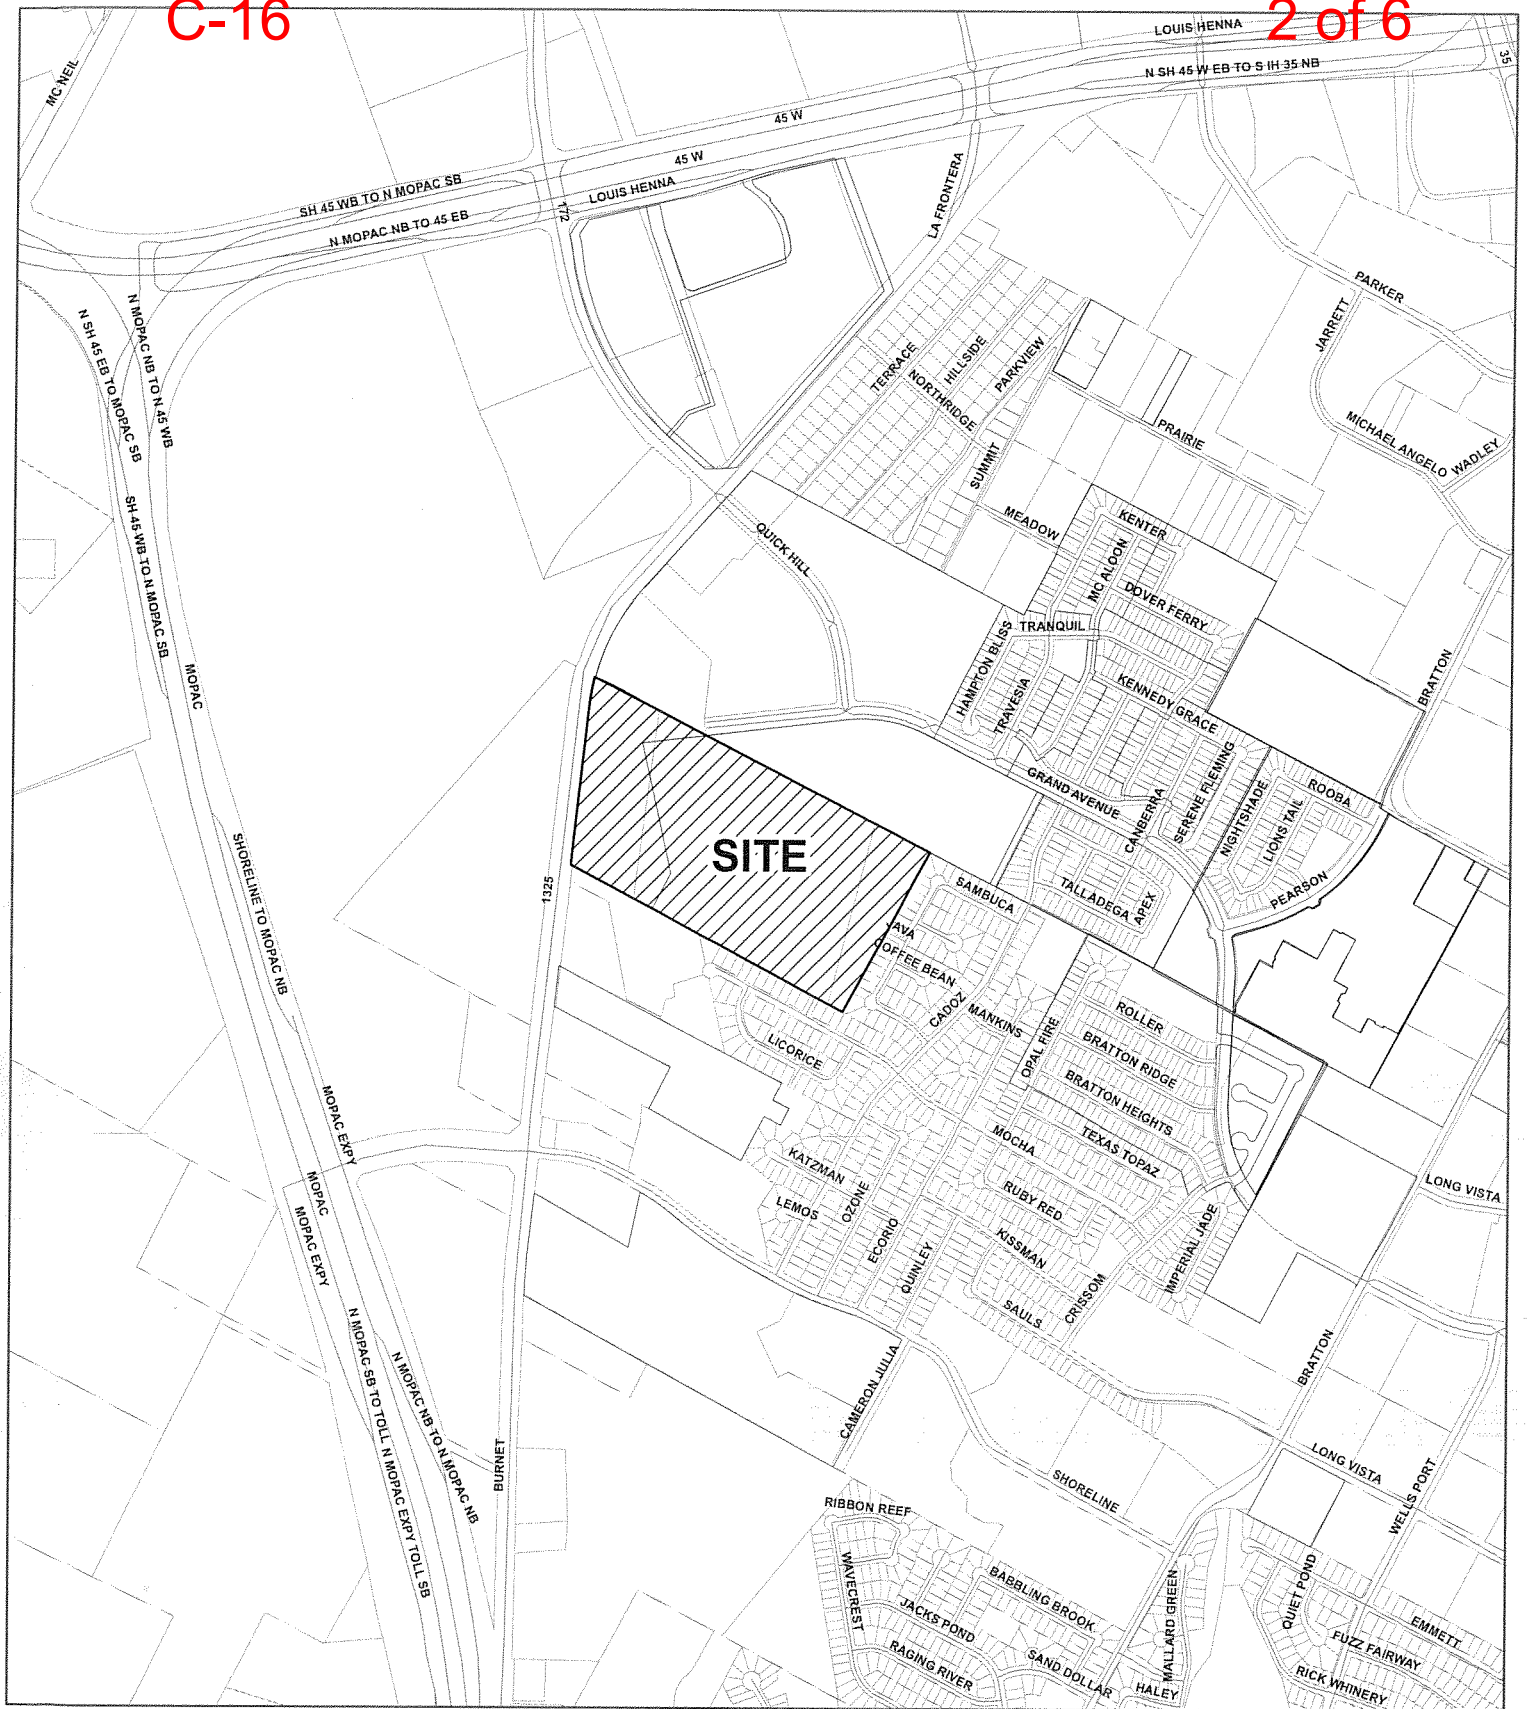 C-16
2 of 6
LOUIS HENNA
N SH 45 W EB TO S IH 35 NB
35
MC NEIL
45 W
45 W
LA FRONTERA
SH 45 WB TO N MOPAC SB
LOUIS HENNA
172
N MOPAC NB TO 45 EB
N SH 45 EB TO MOPAC SB
N MOPAC NB TO N 45 WB
PARKER
JARRETT
TERRACE
HILLSIDE
PARKVIEW
NORTHRIDGE
SUMMIT
PRAIRIE
MICHAEL ANGELO
WADLEY
SH 45 WB TO N MOPAC SB
QUICK HILL
MEADOW
KENTER
MC ALOON
DOVER FERRY
TRANQUIL
HAMPTON BLISS
TRAVESIA
KENNEDY GRACE
BRATTON
MOPAC
GRAND AVENUE
CANBERRA
SERENE FLEMING
NIGHTSHADE
LIONS TAIL
ROOBA
SHORELINE TO MOPAC NB
SITE
1325
SAMBUCA
TALLADEGA
APEX
PEARSON
JAVA
COFFEE BEAN
CADOZ
MANKINS
LICORICE
OPAL FIRE
ROLLER
BRATTON RIDGE
BRATTON HEIGHTS
TEXAS TOPAZ
MOPAC EXPY
MOCHA
KATZMAN
LEMOS
OZONE
ECORIO
QUINLEY
RUBY RED
KISSMAN
SAULS
CRISSOM
IMPERIAL JADE
LONG VISTA
MOPAC
MOPAC EXPY
N MOPAC SB TO TOLL N MOPAC EXPY TOLL SB
N MOPAC NB TO N MOPAC NB
BURNET
CAMERON JULIA
BRATTON
SHORELINE
LONG VISTA
WELLS PORT
RIBBON REEF
WAVECREST
BABBLING BROOK
JACKS POND
RAGING RIVER
SAND DOLLAR
MALLARD GREEN
HALEY
QUIET POND
EMMETT
FUZZ FAIRWAY
RICK WHINERY